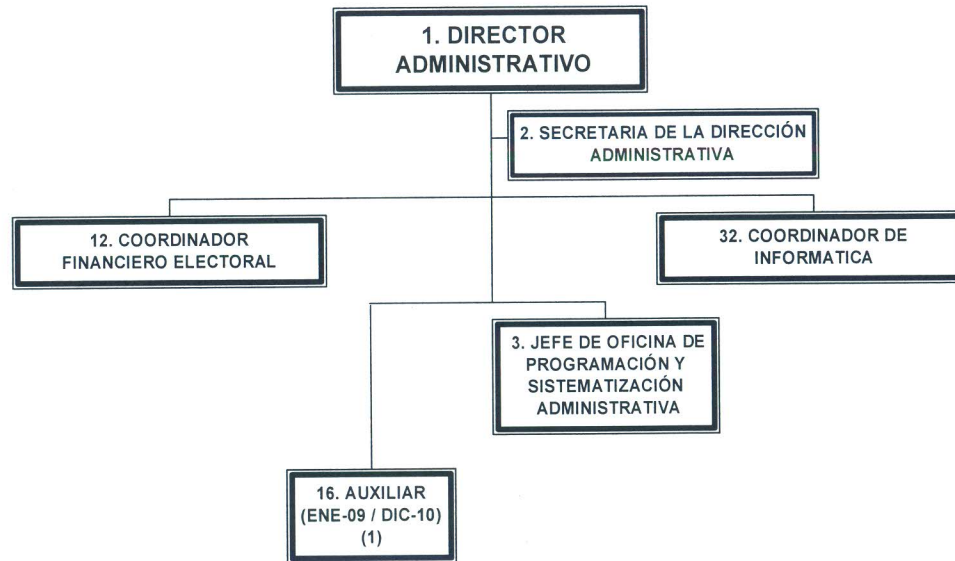 1. DIRECTOR
ADMINISTRATIVO
2. SECRETARIA DE LA DIRECCIÓN
ADMINISTRATIVA
12. COORDINADOR
FINANCIERO ELECTORAL
32. COORDINADOR DE
INFORMATICA
3. JEFE DE OFICINA DE
PROGRAMACIÓN Y
SISTEMATIZACIÓN
ADMINISTRATIVA
16. AUXILIAR
(ENE-09 / DIC-10)
(1)